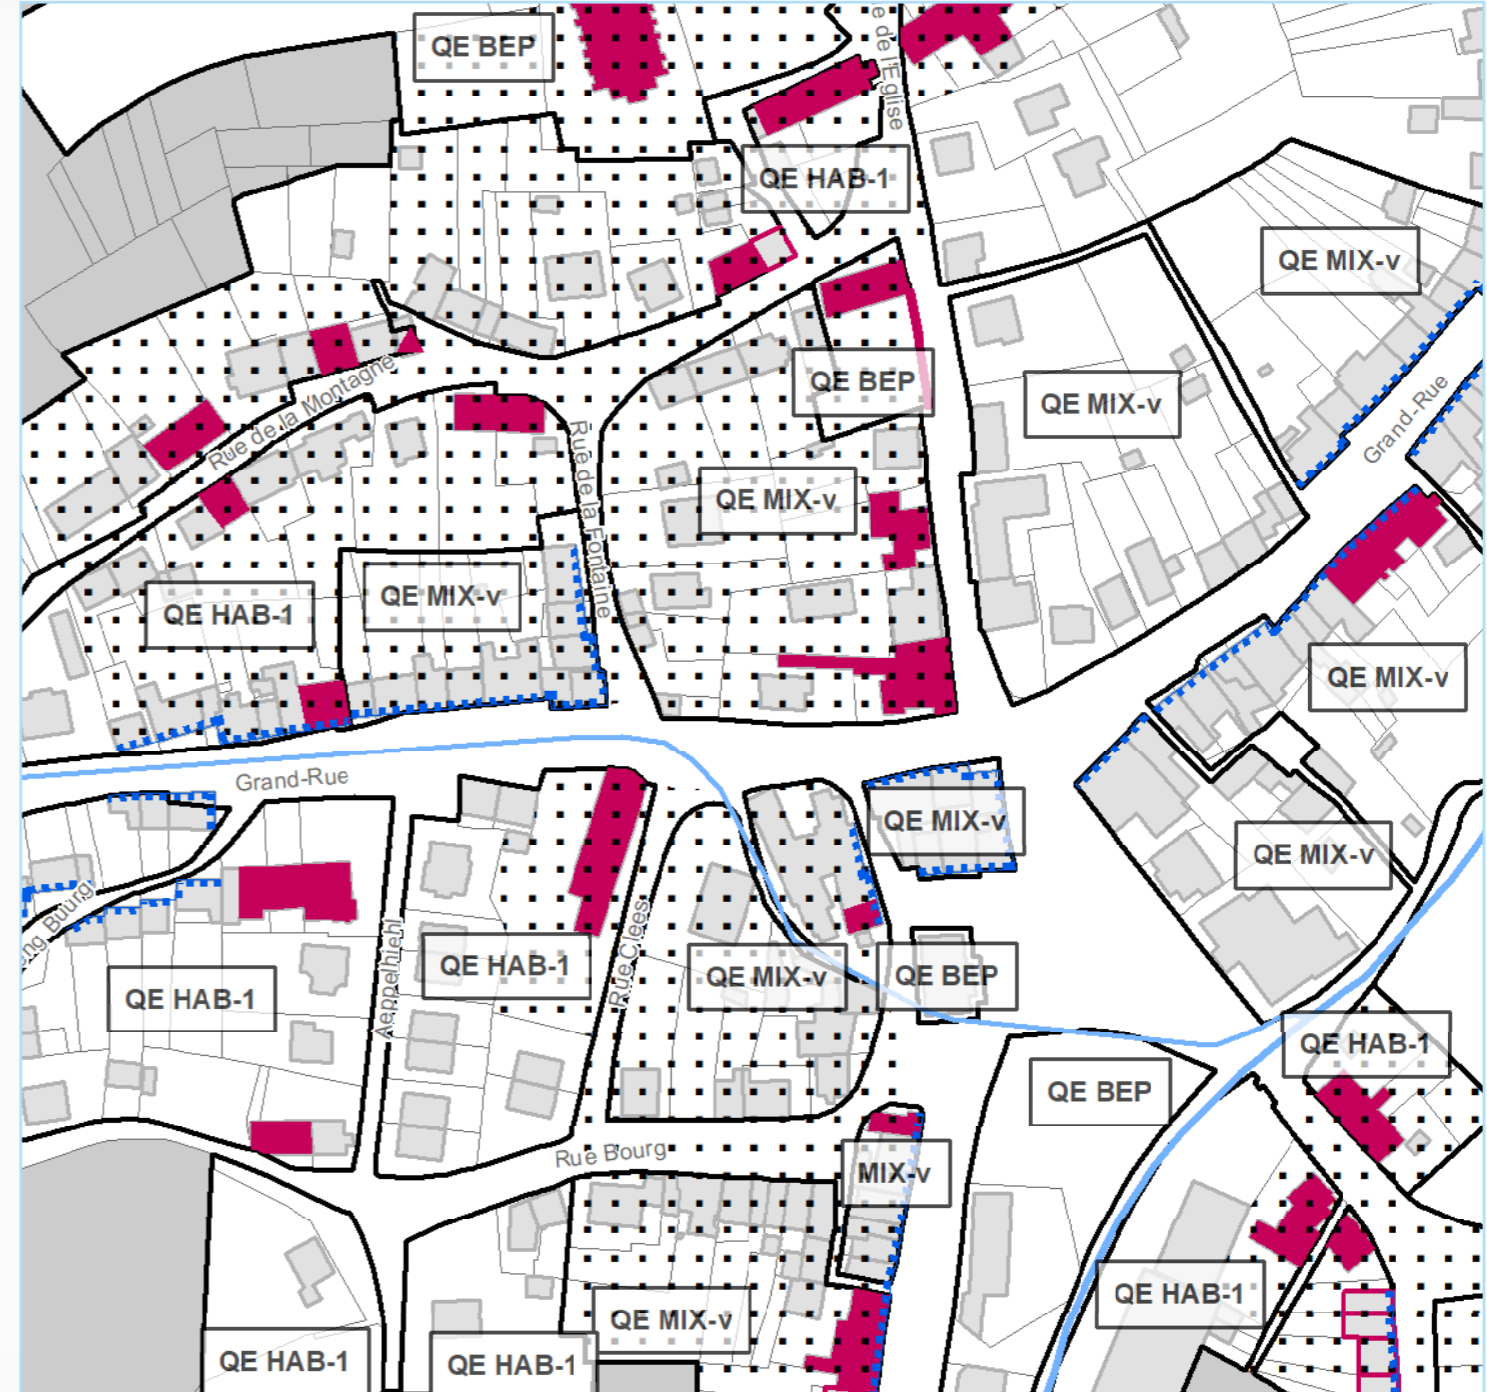 QE BEP
e de l'Eglise
QE HAB-1
QE MIX-v
QE BEP
QE MIX-v
Grand-Rue
Rue de la Montagne
Rue de la Fontaine
QE MIX-v
QE HAB-1
QE MIX-v
QE MIX-v
Grand-Rue
QE MIX-v
QE MIX-v
ong Buurg
QE HAB-1
Aeppelhiehl
QE HAB-1
Rue Clees
QE MIX-v
QE BEP
QE HAB-1
QE BEP
Rue Bourg
MIX-v
QE HAB-1
QE MIX-v
QE HAB-1
QE HAB-1